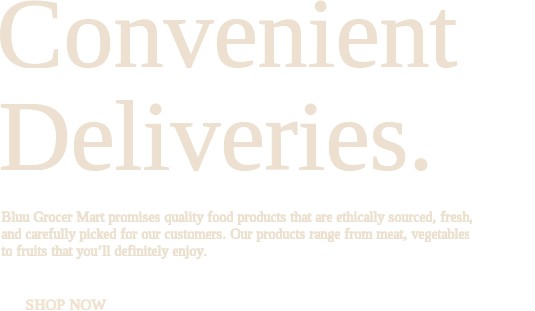 Convenient
Deliveries.
Bluu Grocer Mart promises quality food products that are ethically sourced, fresh,
and carefully picked for our customers. Our products range from meat, vegetables
to fruits that you’ll definitely enjoy.
SHOP NOW